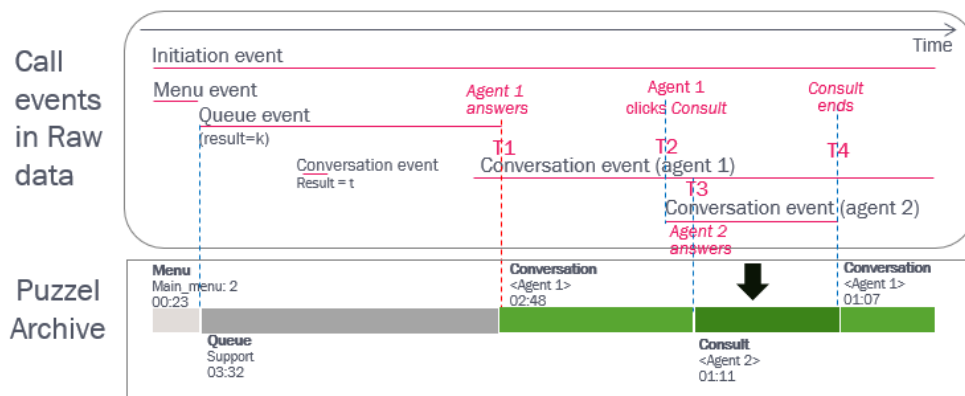 Call
events
in Raw
data
Time
Initiation event
Menu event
Agent 1
answers
Agent 1
clicks Consult
Consult
ends
Queue event
(result=k)
T1
T2
T4
Conversation event
Result = t
Conversation event (agent 1)
T3
Conversation event (agent 2)
Agent 2
answers
Puzzel
Archive
Menu
Main_menu: 2
00:23
Conversation
<Agent 1>
02:48
Conversation
<Agent 1>
01:07
Queue
Support
03:32
Consult
<Agent 2>
01:11